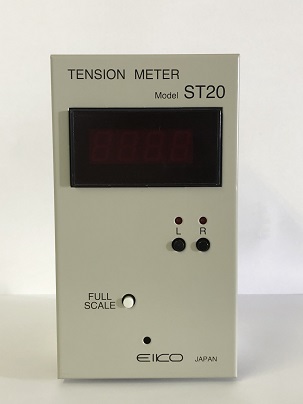 TENSION METER
Model ST20
L R
FULL
SCALE
EIKO JAPAN